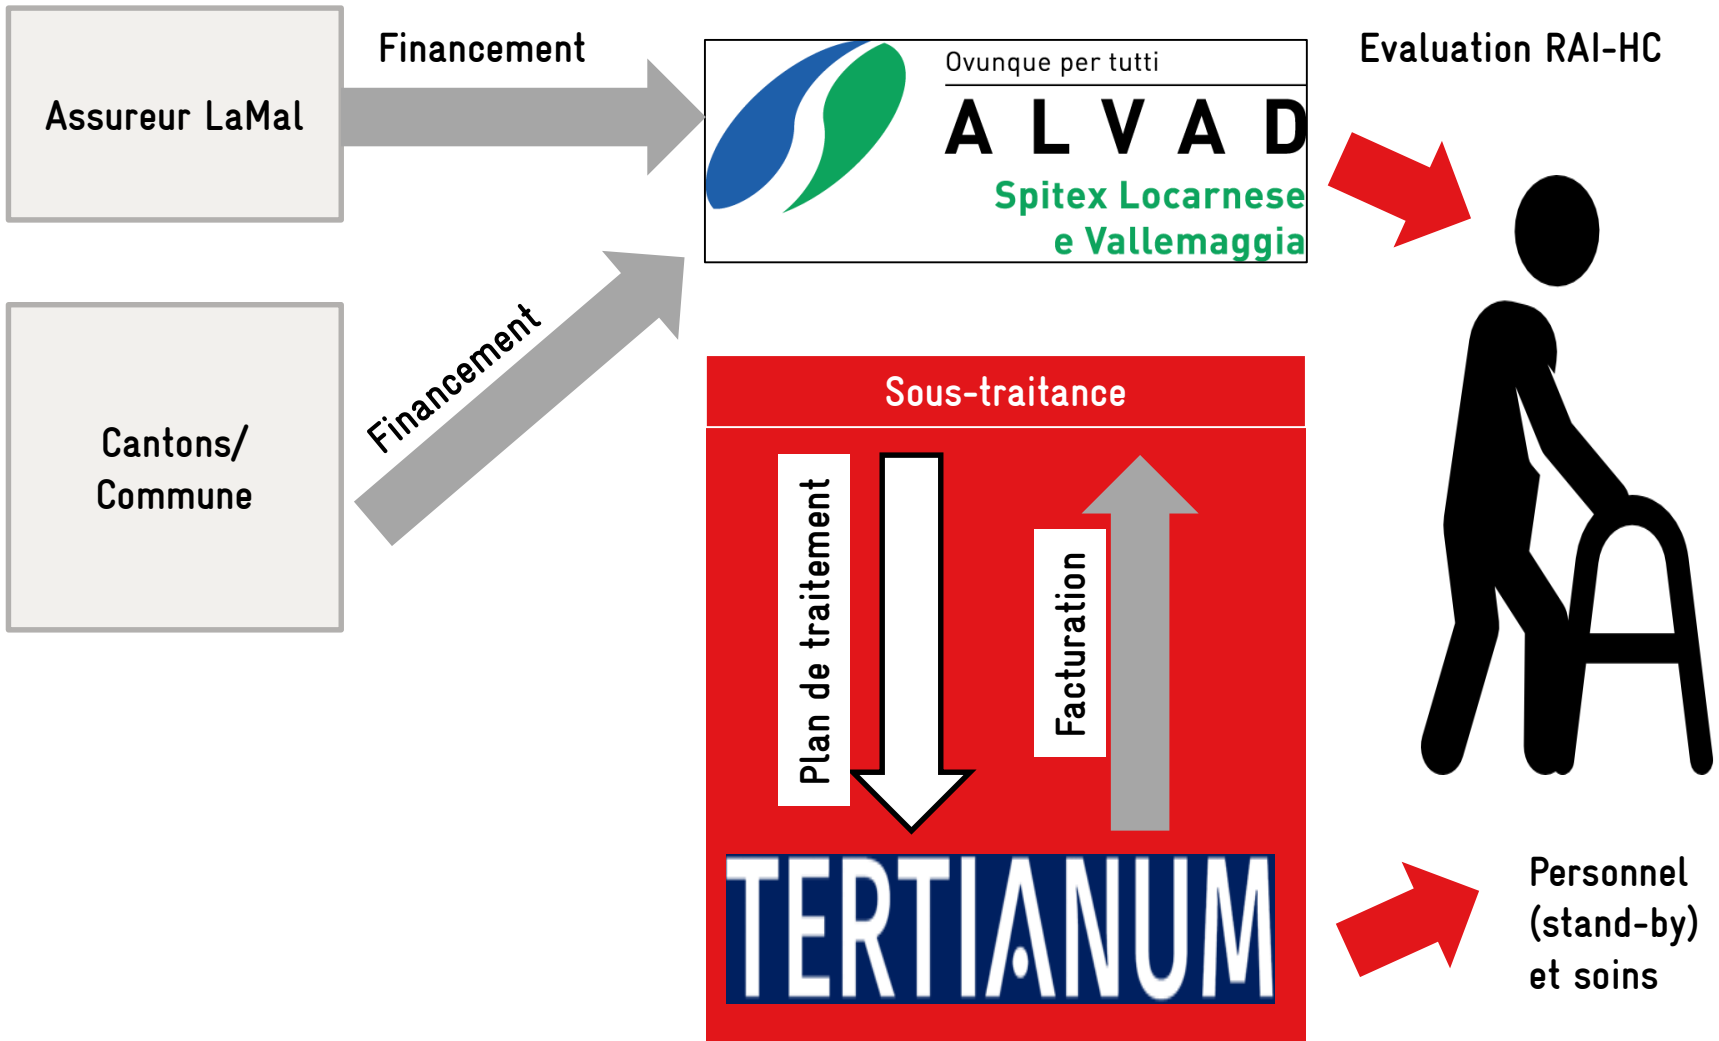 Assureur LaMal
Financement
Ovunque per tutti
ALVAD
Spitex Locarnese
e Vallemaggia
Evaluation RAI-HC
Cantons/
Commune
Financement
Sous-traitance
Plan de traitement
Facturation
TERTIANUM
Personnel
(stand-by)
et soins